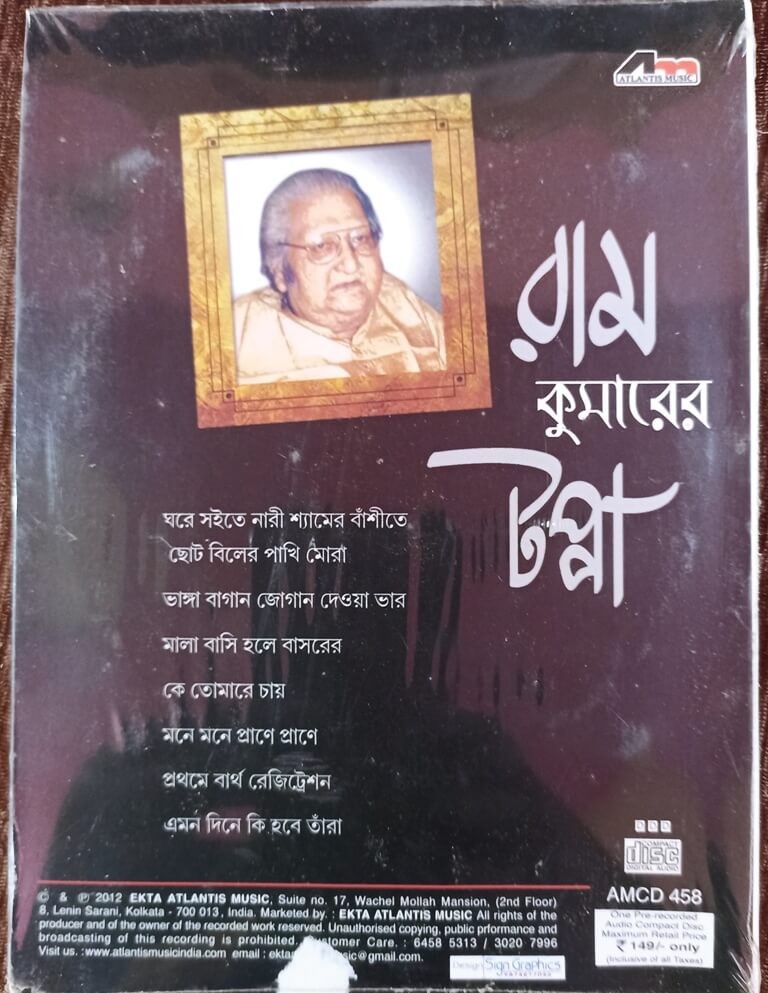 Am
ATLANTIS MUSIC
রাম
কুমারের
টপ্পা
ঘরে সইতে নারী শ্যামের বাঁশীতে
ছোট বিলের পাখি মোরা
ভাঙ্গা বাগান জোগান দেওয়া ভার
মালা বাসি হলে বাসরের
কে তোমারে চায়
মনে মনে প্রাণে প্রাণে
প্রথমে বার্থ রেজিট্রেশন
এমন দিনে কি হবে তাঁরা
COMPACT
disc
DIGITAL AUDIO
AMCD 458
One Pre-recorded
Audio Compact Disc
Maximum Retail Price
₹ 149/- only
(Inclusive of all Taxes)
© & ℗ 2012 EKTA ATLANTIS MUSIC, Suite no. 17, Wachel Mollah Mansion, (2nd Floor)
8, Lenin Sarani, Kolkata - 700 013, India. Marketed by. : EKTA ATLANTIS MUSIC All rights of the
producer and of the owner of the recorded work reserved. Unauthorised copying, public prformance and
broadcasting of this recording is prohibited. Care. : 6458 5313 / 3020 7996
Visit us. :www.atlantismusicindia.com email : @gmail.com.
Design Sign Graphics